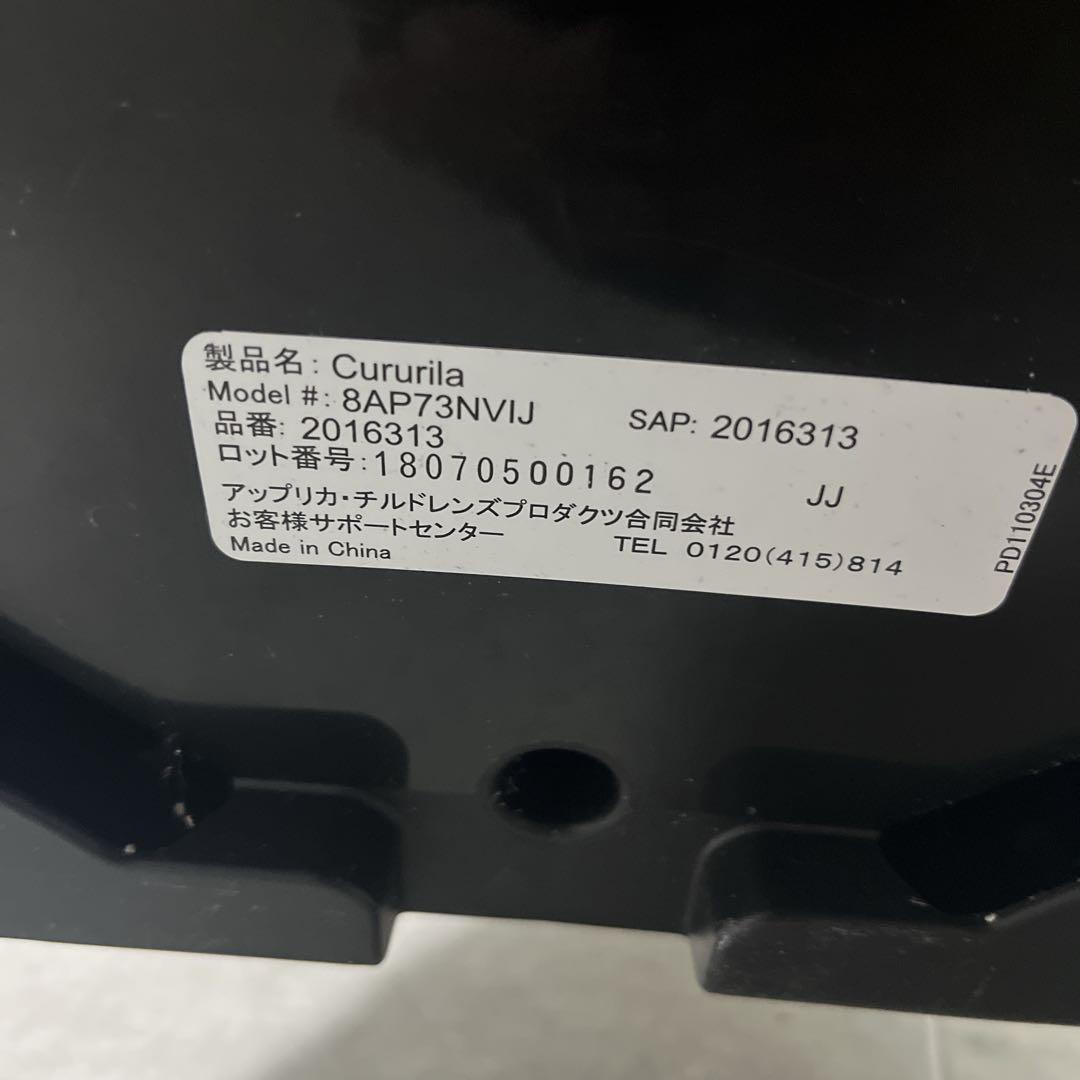 製品名: Cururila
Model #: 8AP73NVIJ
SAP: 2016313
品番: 2016313
ロット番号:18070500162
JJ
アップリカ・チルドレンズプロダクツ合同会社
お客様サポートセンター TEL 0120(415)814
Made in China
PD110304E